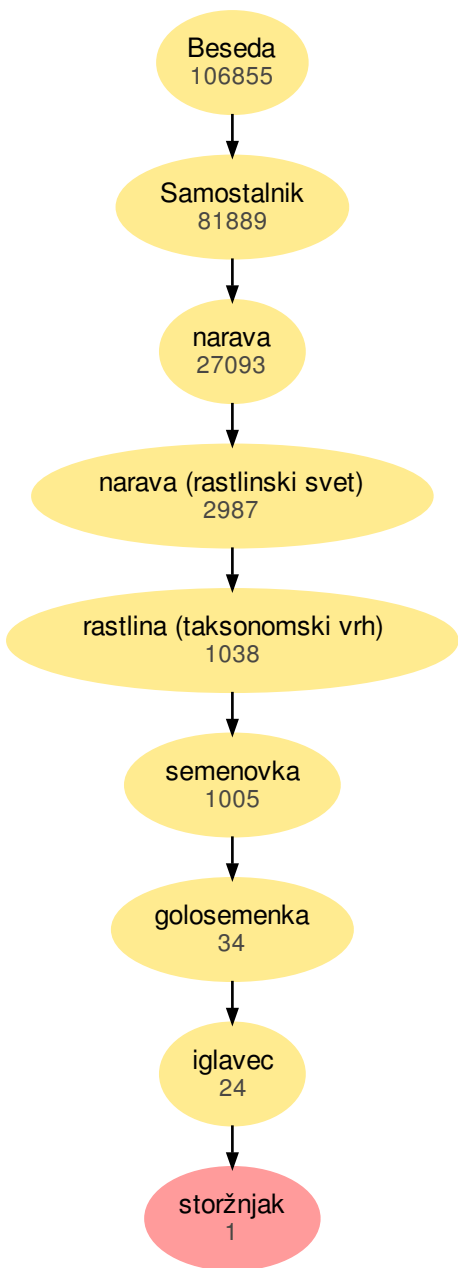 Beseda
106855
Samostalnik
81889
narava
27093
narava (rastlinski svet)
2987
rastlina (taksonomski vrh)
1038
semenovka
1005
golosemenka
34
iglavec
24
storžnjak
1